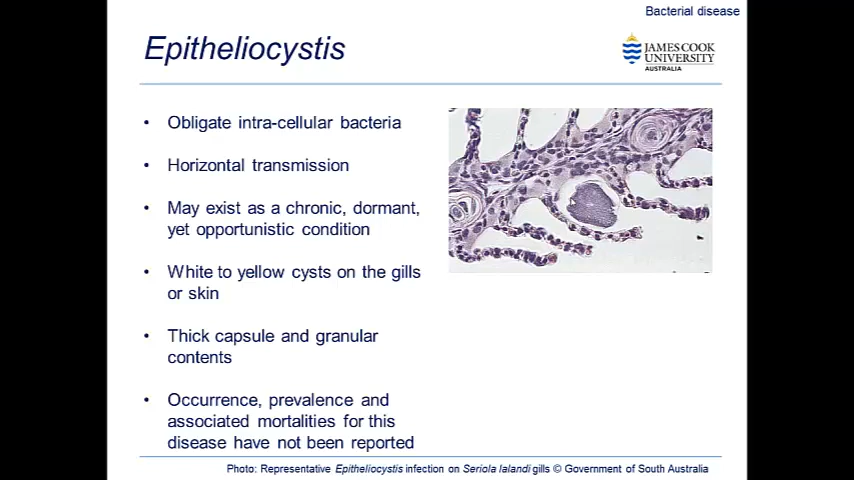 Bacterial disease
Epitheliocystis
JAMES COOK
UNIVERSITY
AUSTRALIA
• Obligate intra-cellular bacteria
• Horizontal transmission
• May exist as a chronic, dormant,
yet opportunistic condition
• White to yellow cysts on the gills
or skin
• Thick capsule and granular
contents
• Occurrence, prevalence and
associated mortalities for this
disease have not been reported
Photo: Representative Epitheliocystis infection on Seriola lalandi gills © Government of South Australia